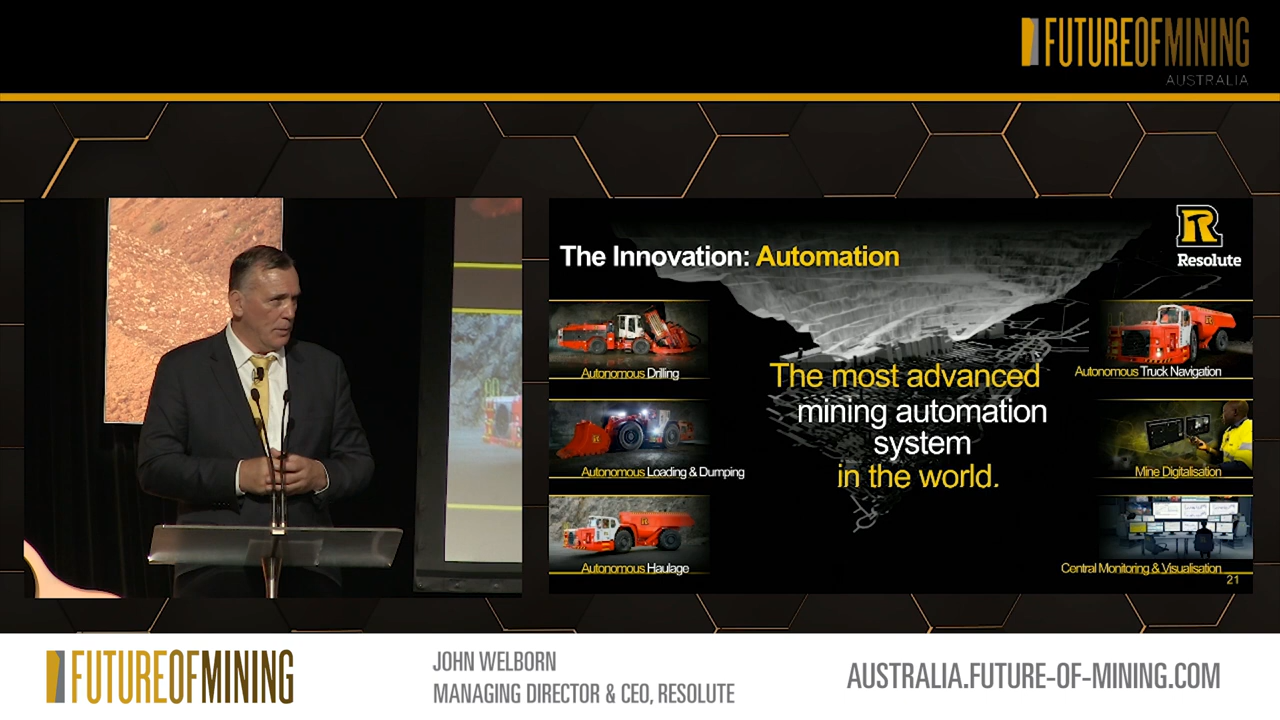 FUTUREOFMINING
AUSTRALIA
The Innovation: Automation
R
Resolute
Autonomous Drilling
Autonomous Loading & Dumping
Autonomous Haulage
The most advanced
mining automation
system
in the world.
Autonomous Truck Navigation
Mine Digitalisation
Central Monitoring & Visualisation
21
FUTUREOFMINING
JOHN WELBORN
MANAGING DIRECTOR & CEO, RESOLUTE
AUSTRALIA.FUTURE-OF-MINING.COM